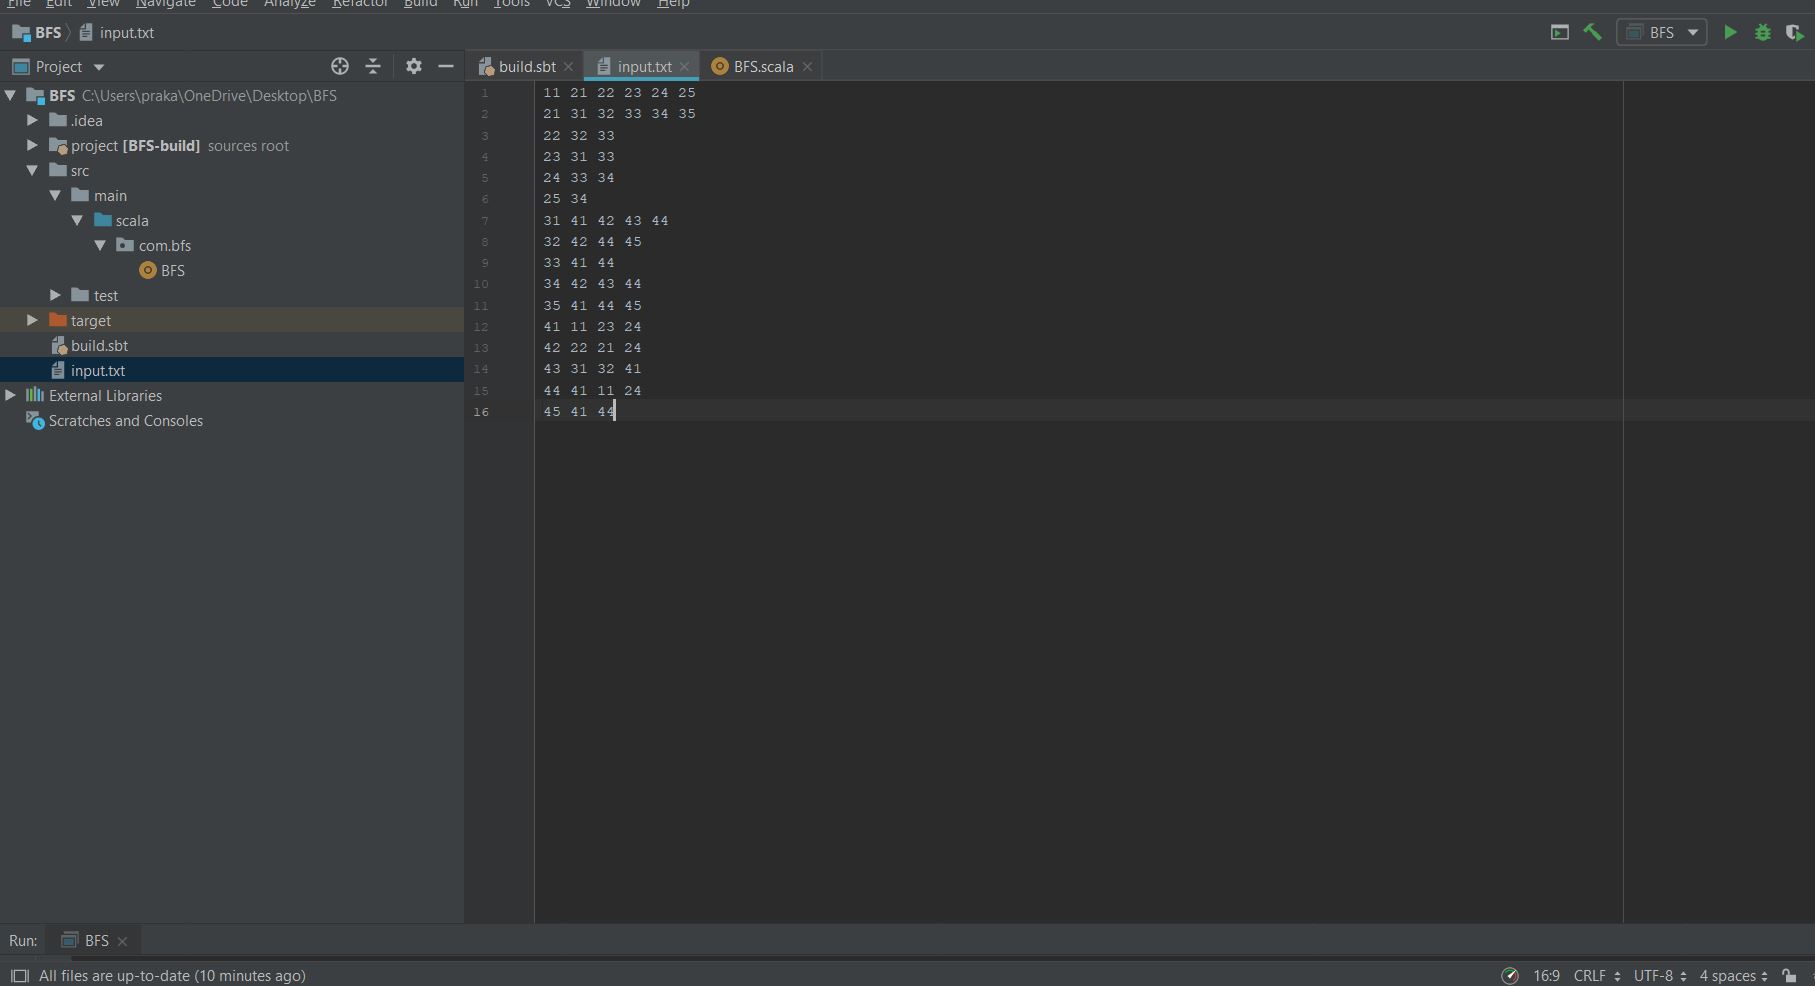 File Edit View Navigate Code Analyze Refactor Build Run Tools VCS Window Help
BFS input.txt
BFS
Project
build.sbt input.txt BFS.scala
BFS C:\Users\praka\OneDrive\Desktop\BFS
.idea
project [BFS-build] sources root
src
main
scala
com.bfs
BFS
test
target
build.sbt
input.txt
External Libraries
Scratches and Consoles
1 11 21 22 23 24 25
2 21 31 32 33 34 35
3 22 32 33
4 23 31 33
5 24 33 34
6 25 34
7 31 41 42 43 44
8 32 42 44 45
9 33 41 44
10 34 42 43 44
11 35 41 44 45
12 41 11 23 24
13 42 22 21 24
14 43 31 32 41
15 44 41 11 24
16 45 41 44
Run: BFS
All files are up-to-date (10 minutes ago)
16:9 CRLF UTF-8 4 spaces